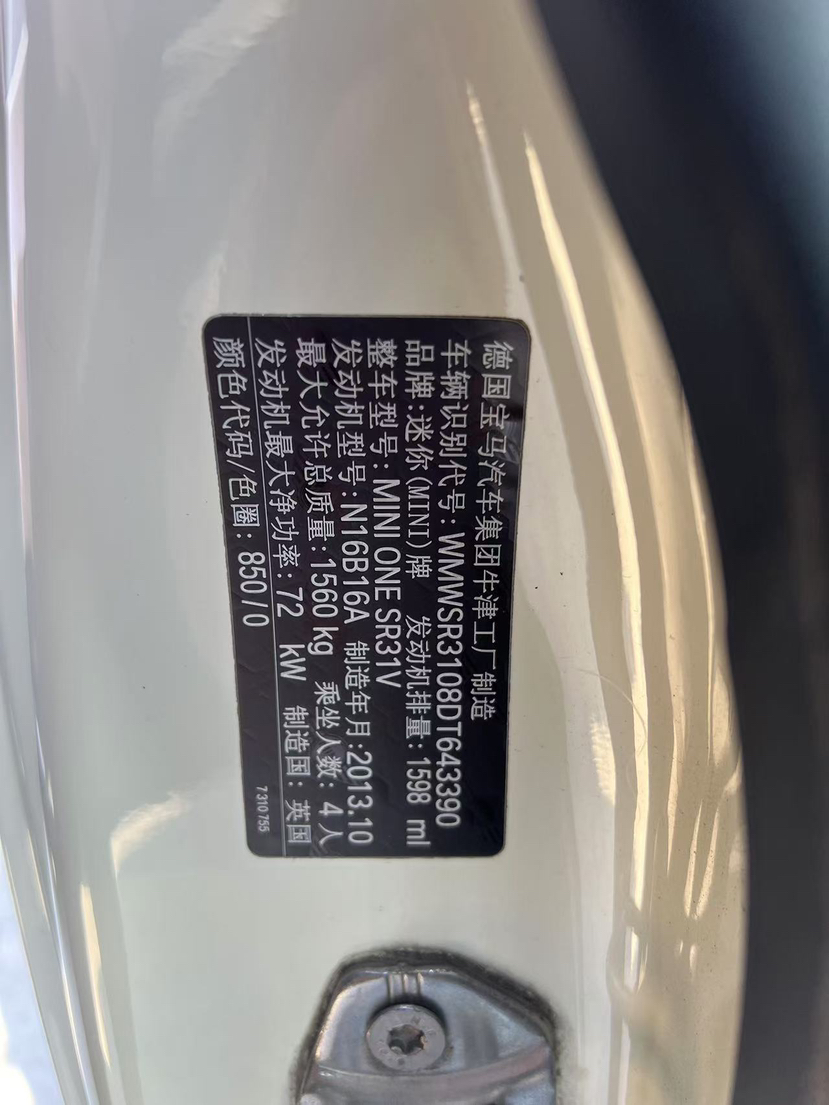 德国宝马汽车集团牛津工厂制造
车辆识别代号: WMWSR3108DT643390
品牌:迷你(MINI)牌 发动机排量: 1598 ml
整车型号: MINI ONE SR31V
发动机型号:N16B16A 制造年月:2013.10
最大允许总质量:1560 kg 乘坐人数: 4 人
发动机最大净功率: 72 kW 制造国: 英国
颜色代码/色圈: 850/0
7 310 755